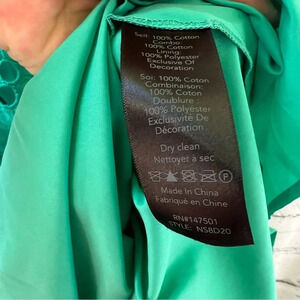 Self: 100% Cotton
Combo:
100% Cotton
Lining:
100% Polyester
Exclusive Of
Decoration
Soi: 100% Coton
Combinaison:
100% Coton
Doublure :
100% Polyester
Exclusivité De
Décoration
Dry clean
Nettoyer a sec
P
Made In China
Fabriqué en Chine
RN#147501
STYLE: NS8D20